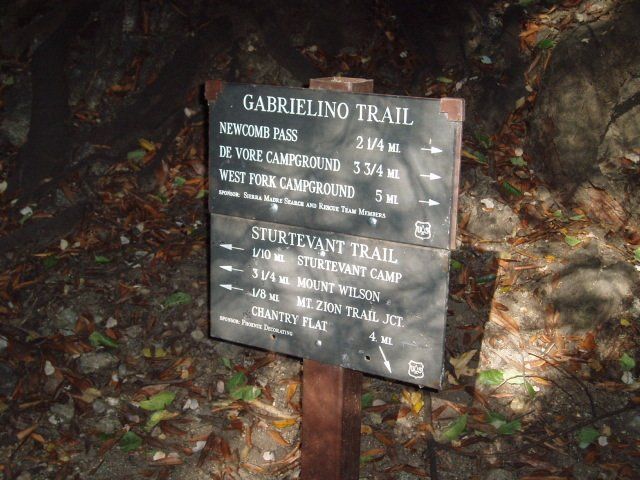 GABRIELINO TRAIL
NEWCOMB PASS 2 1/4 MI.
DE VORE CAMPGROUND 3 3/4 MI.
WEST FORK CAMPGROUND 5 MI.
SPONSOR: SIERRA MADRE SEARCH AND RESCUE TEAM MEMBERS
STURTEVANT TRAIL
1/10 MI. STURTEVANT CAMP
3 1/4 MI. MOUNT WILSON
1/8 MI. MT. ZION TRAIL JCT.
CHANTRY FLAT 4 MI.
SPONSOR: PHOENIX DECORATING